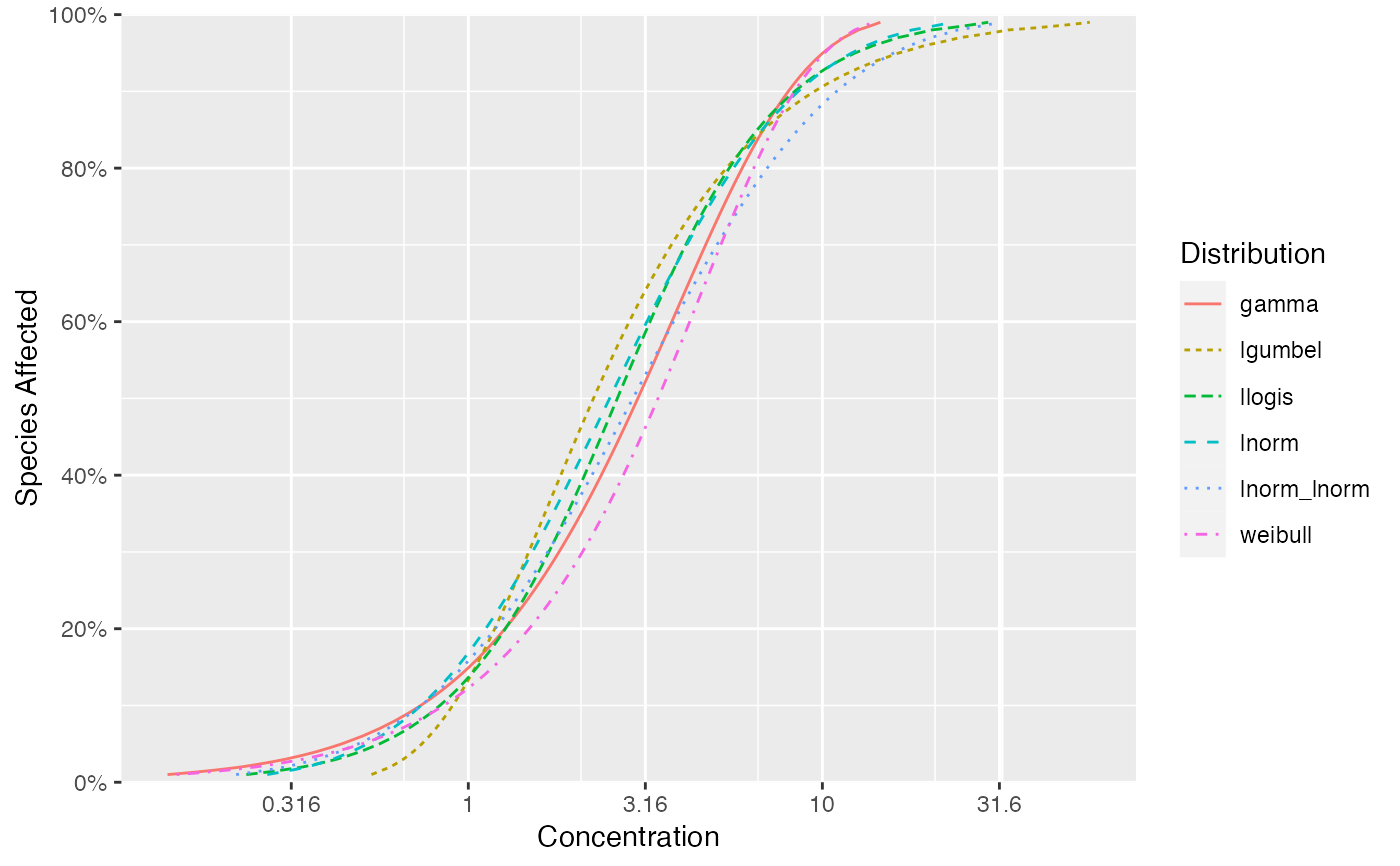 100%
80%
60%
40%
20%
0%
Species Affected
0.316
1
3.16
10
31.6
Concentration
Distribution
gamma
lgumbel
llogis
lnorm
lnorm_lnorm
weibull